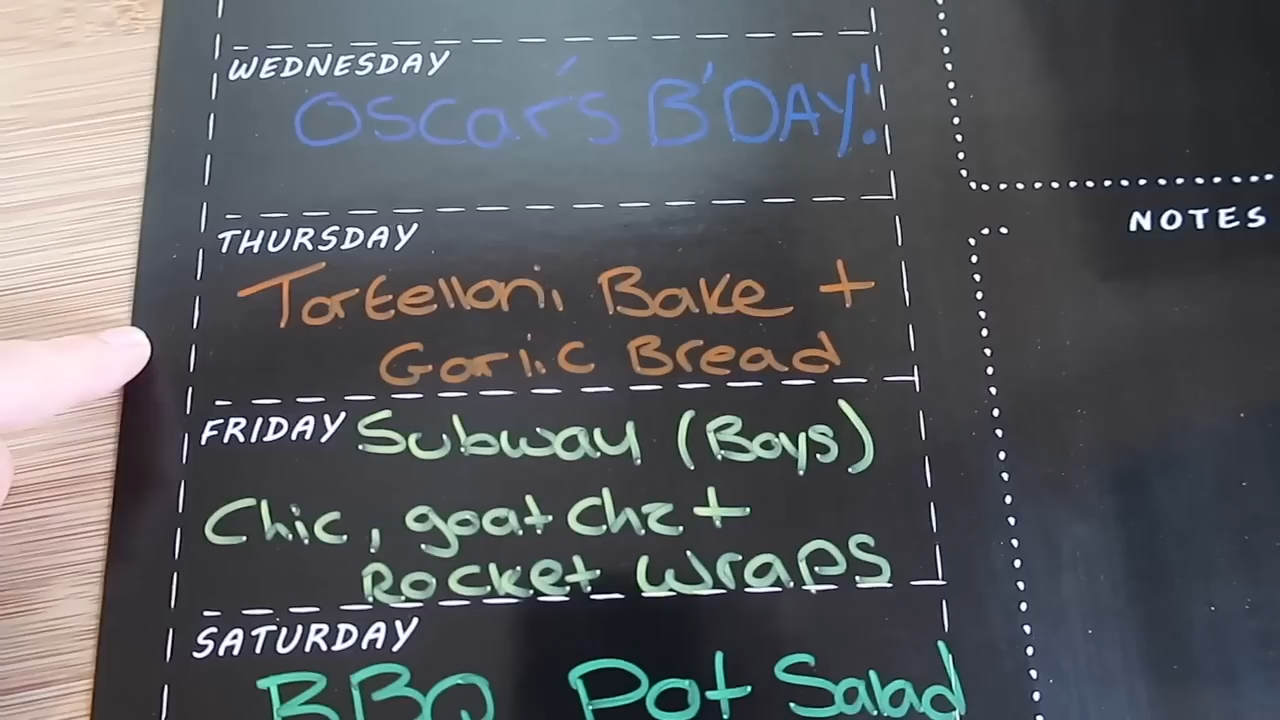 WEDNESDAY
Oscar's B'DAY!
NOTES
THURSDAY
Tortelloni Bake +
Garlic Bread
FRIDAY Subway (Boys)
Chic, goat chz +
Rocket wraps
SATURDAY
BBQ Pot Salad